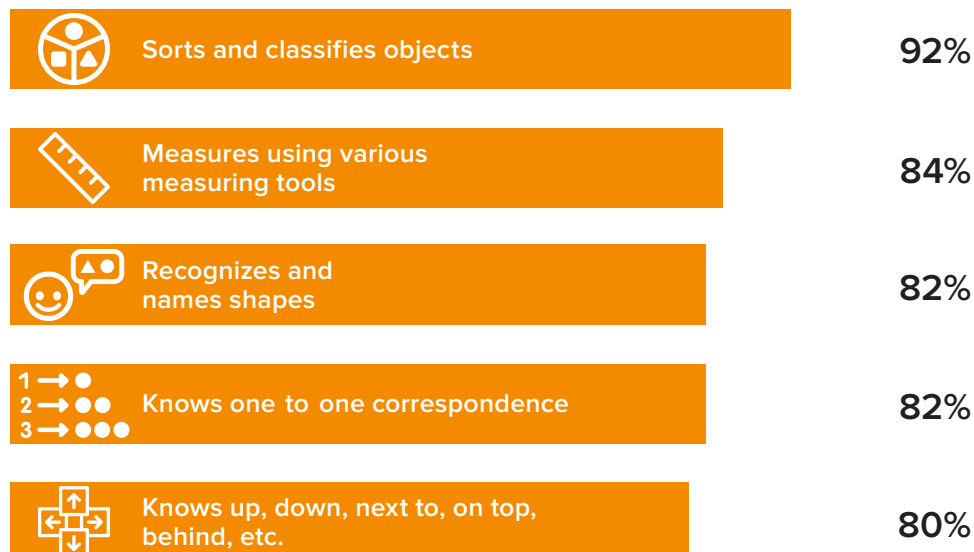 Sorts and classifies objects 92%
Measures using various
measuring tools
84%
Recognizes and
names shapes
82%
1
2
3
Knows one to one correspondence 82%
Knows up, down, next to, on top,
behind, etc.
80%